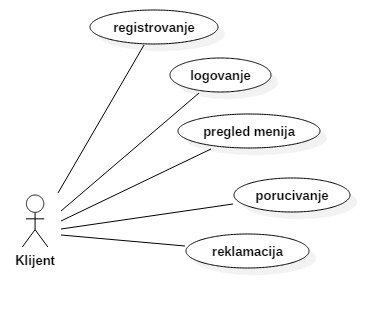 registrovanje
logovanje
pregled menija
porucivanje
reklamacija
Klijent